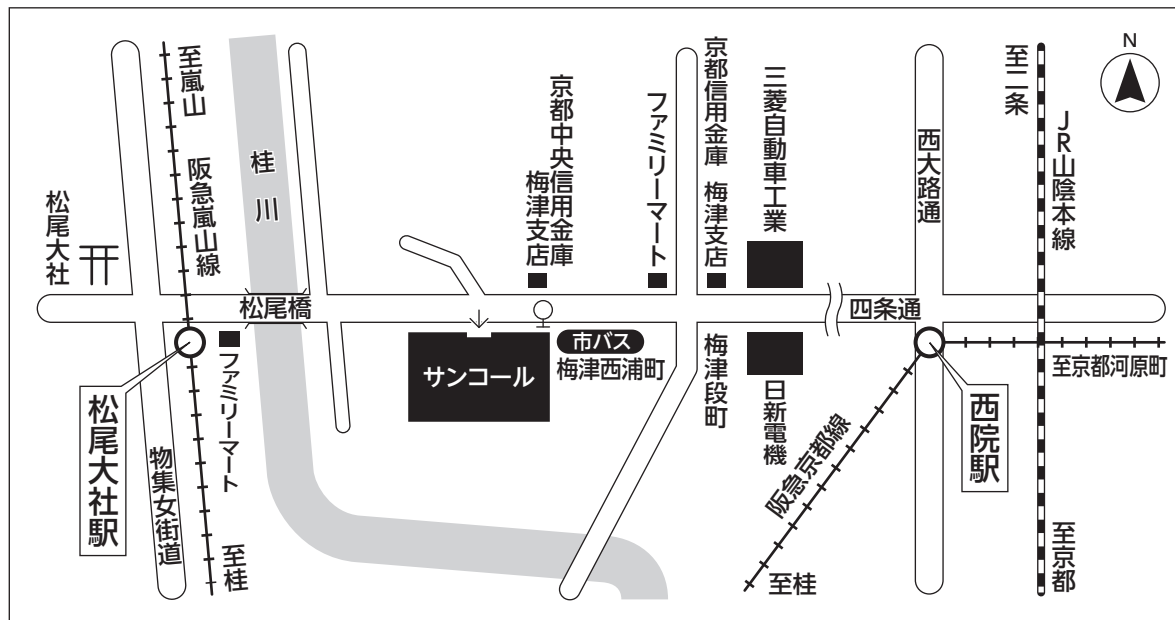 N
至嵐山
阪急嵐山線
桂川
松尾大社
京都中央信用金庫
梅津支店
ファミリーマート
京都信用金庫 梅津支店
三菱自動車工業
西大路通
至二条
JR山陰本線
松尾橋
四条通
サンコール
市バス
梅津西浦町
梅津段町
日新電機
至京都河原町
松尾大社駅
物集女街道
ファミリーマート
至桂
阪急京都線
至桂
西院駅
至京都